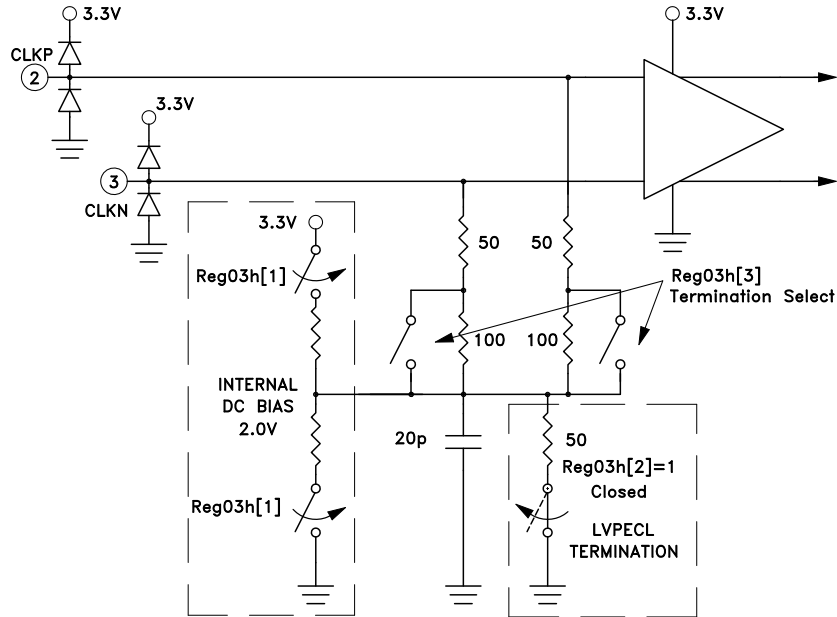 3.3V
3.3V
CLKP
2
3.3V
3
CLKN
3.3V
50
50
Reg03h[1]
Reg03h[3]
Termination Select
100
100
INTERNAL
DC BIAS
2.0V
20p
50
Reg03h[2]=1
Closed
Reg03h[1]
LVPECL
TERMINATION